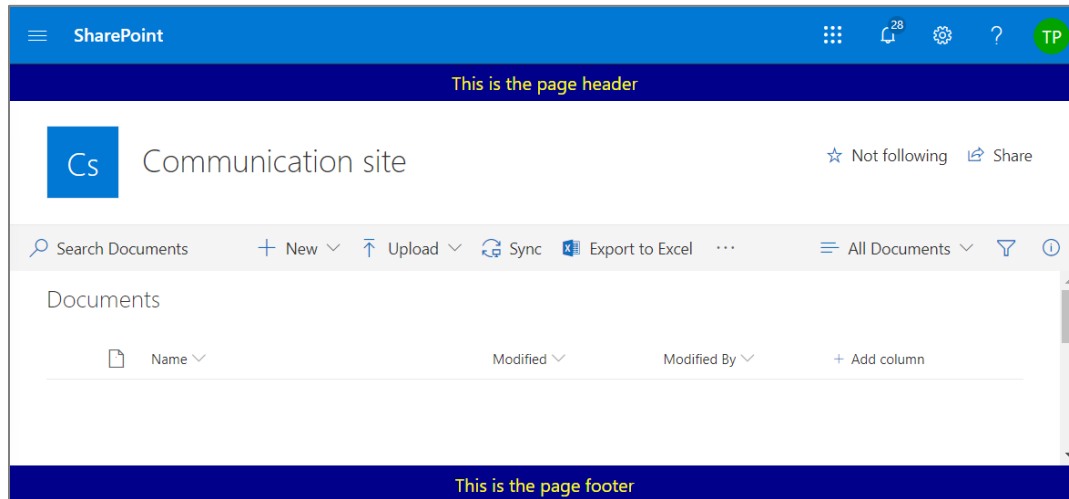 SharePoint 28 TP
This is the page header
Cs Communication site Not following Share
Search Documents New Upload Sync Export to Excel ... All Documents
Documents
Name Modified Modified By + Add column
This is the page footer